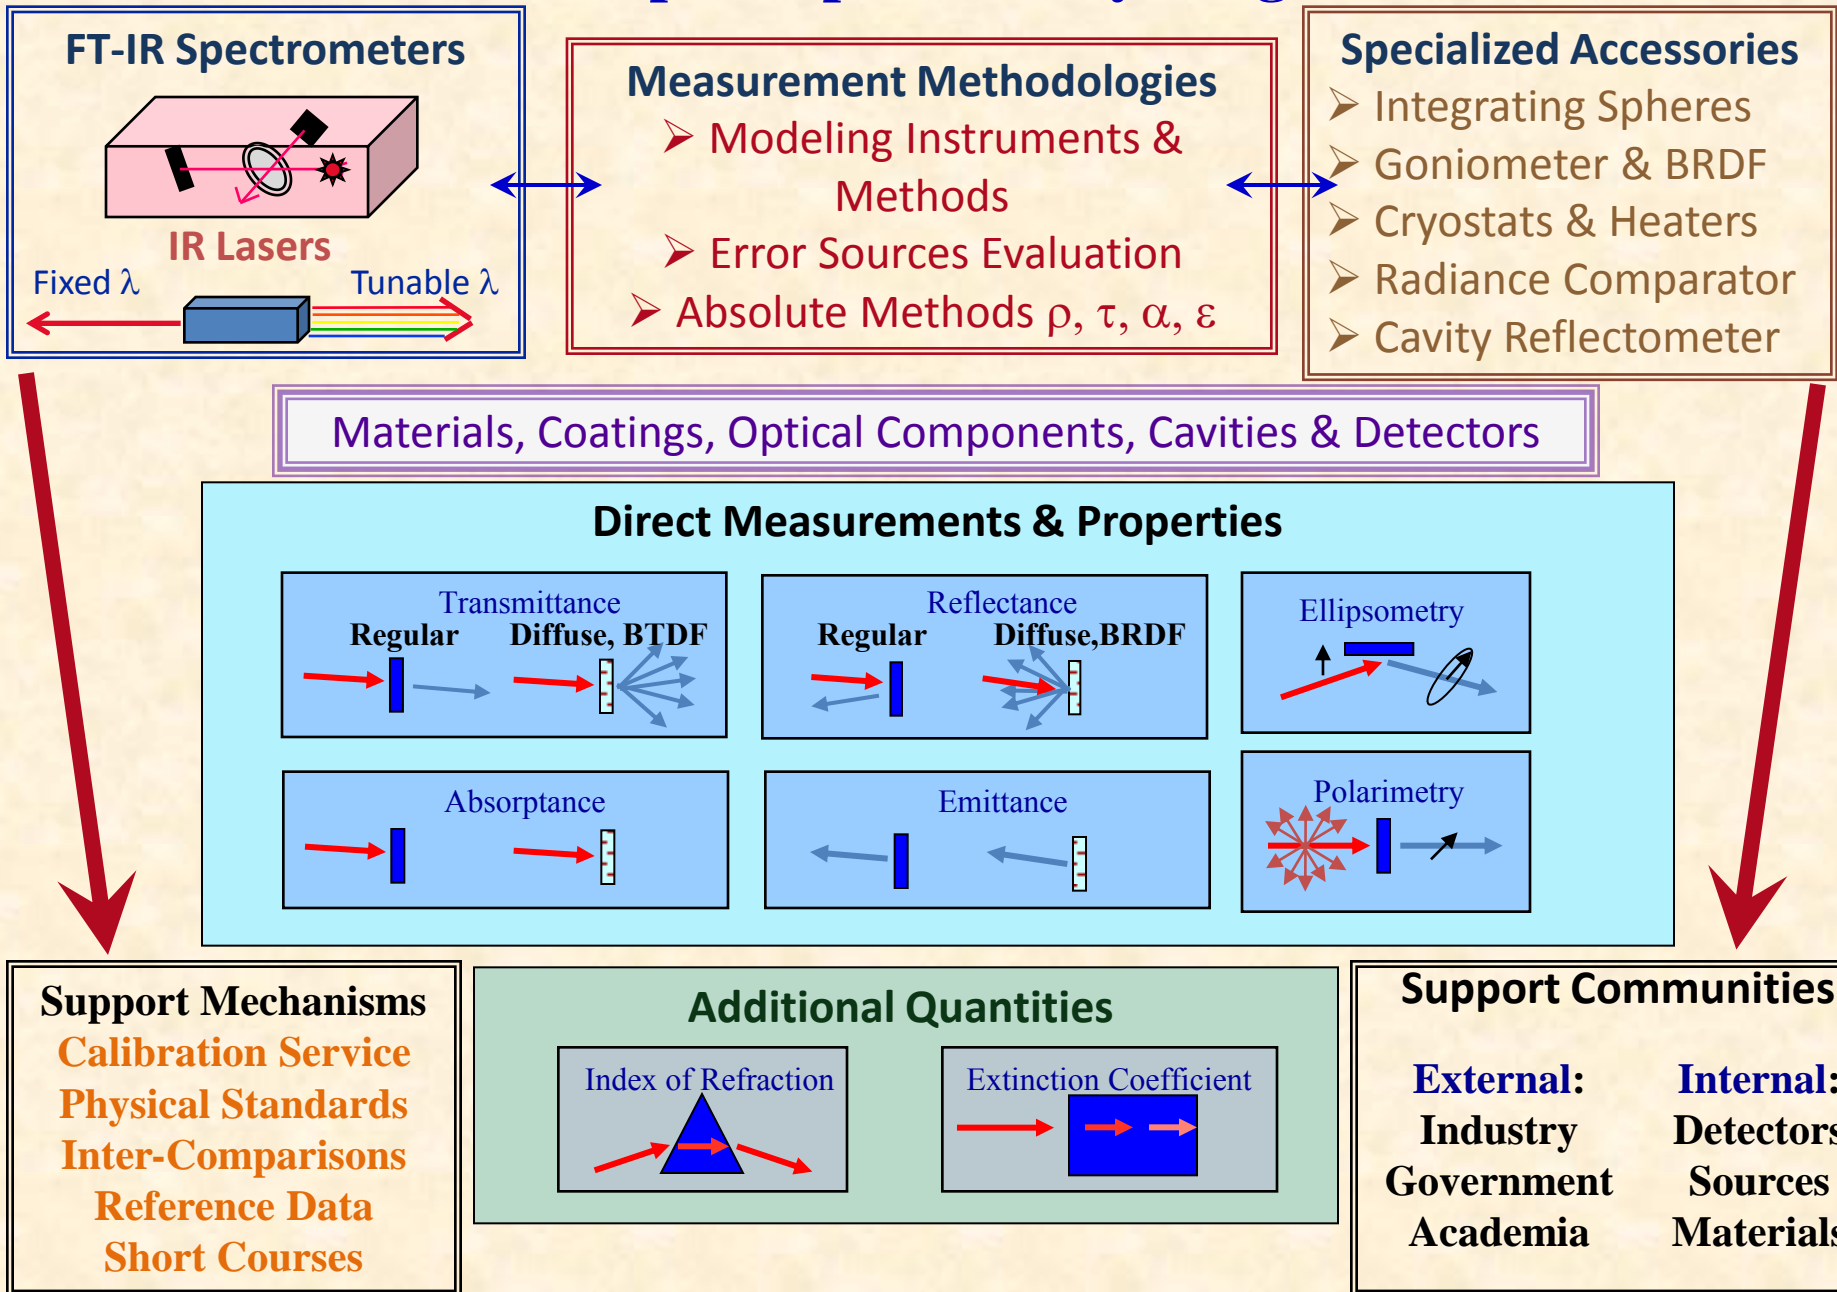 FT-IR Spectrometers
IR Lasers
Fixed λ
Tunable λ
Measurement Methodologies
➢ Modeling Instruments &
Methods
➢ Error Sources Evaluation
➢ Absolute Methods ρ, τ, α, ε
Specialized Accessories
➢ Integrating Spheres
➢ Goniometer & BRDF
➢ Cryostats & Heaters
➢ Radiance Comparator
➢ Cavity Reflectometer
Materials, Coatings, Optical Components, Cavities & Detectors
Direct Measurements & Properties
Transmittance
Regular
Diffuse, BTDF
Reflectance
Regular
Diffuse,BRDF
Ellipsometry
Absorptance
Emittance
Polarimetry
Support Mechanisms
Calibration Service
Physical Standards
Inter-Comparisons
Reference Data
Short Courses
Additional Quantities
Index of Refraction
Extinction Coefficient
Support Communities
External:
Industry
Government
Academia
Internal:
Detectors
Sources
Materials